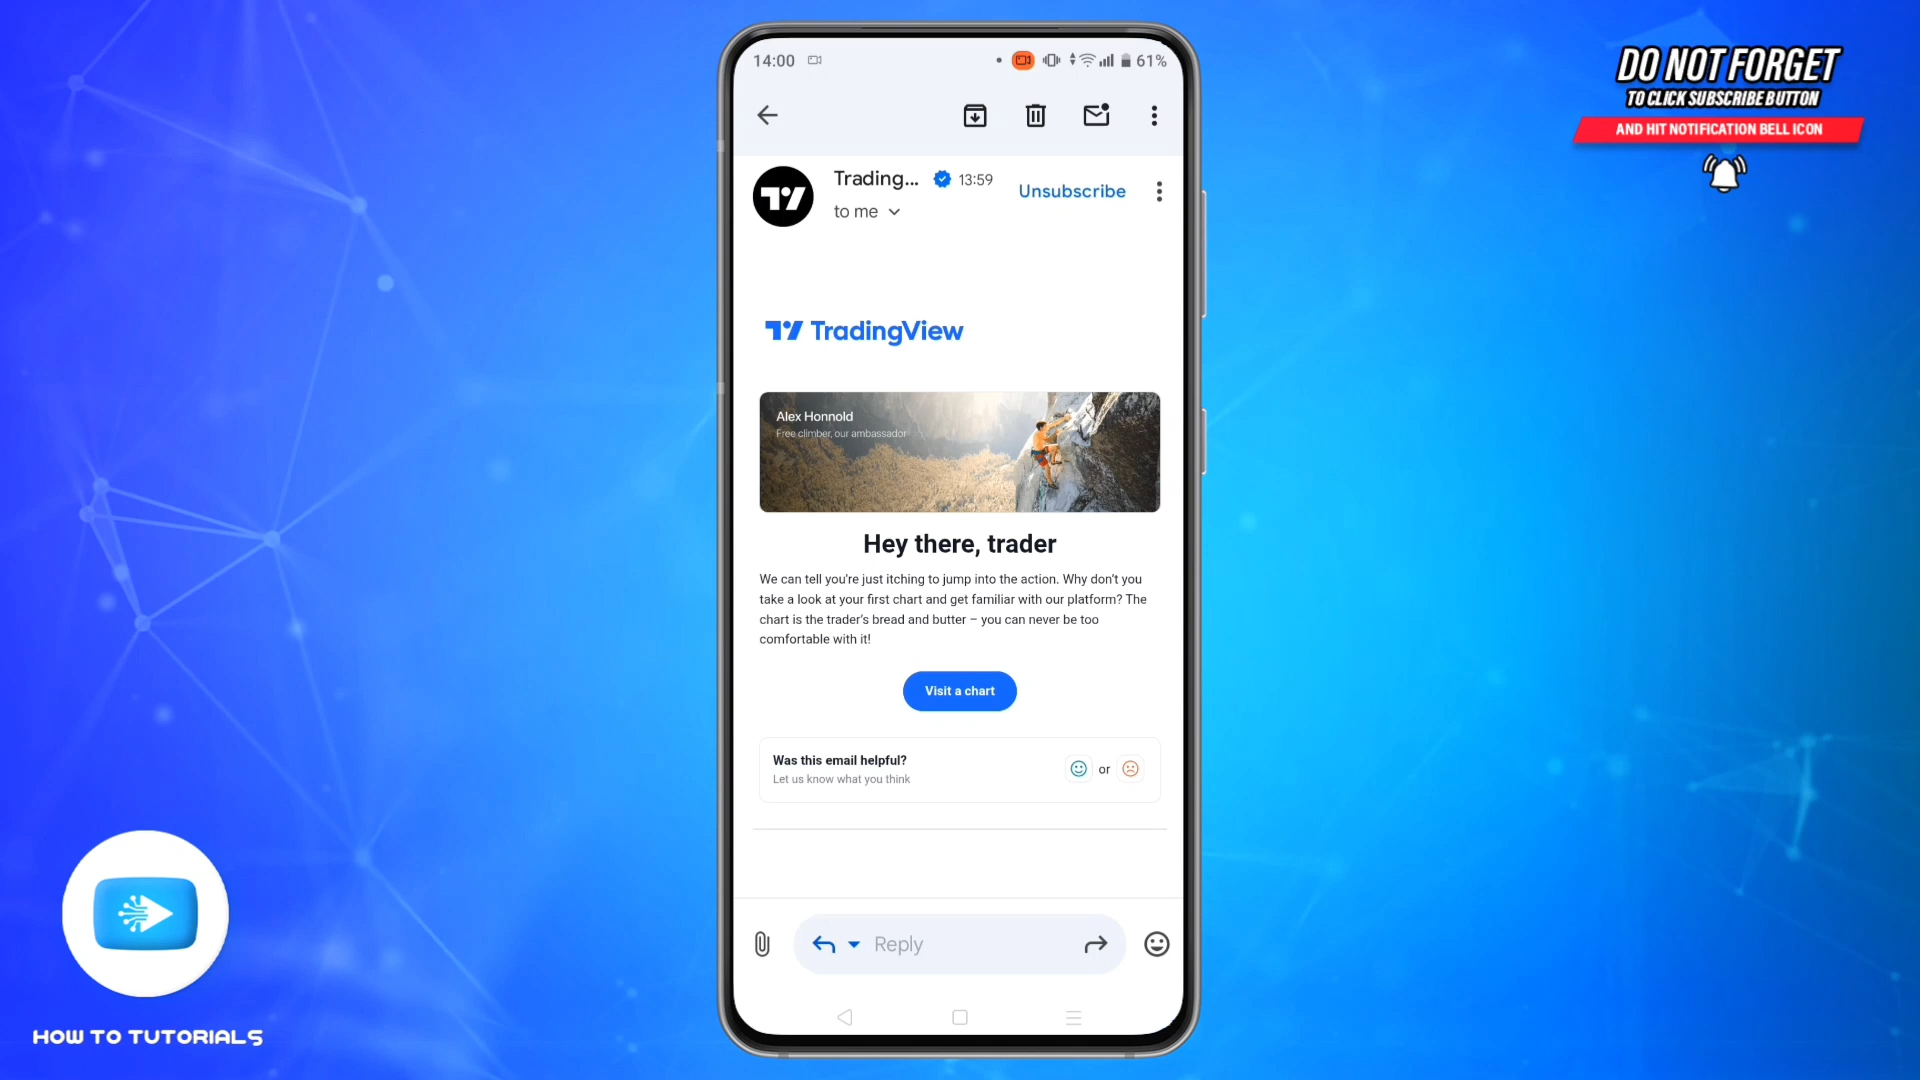 14:00
61%
Trading...
13:59
Unsubscribe
to me
TradingView
Alex Honnold
Free climber, our ambassador
Hey there, trader
We can tell you're just itching to jump into the action. Why don't you
take a look at your first chart and get familiar with our platform? The
chart is the trader's bread and butter – you can never be too
comfortable with it!
Visit a chart
Was this email helpful?
Let us know what you think
or
Reply
DO NOT FORGET
TO CLICK SUBSCRIBE BUTTON
AND HIT NOTIFICATION BELL ICON
HOW TO TUTORIALS